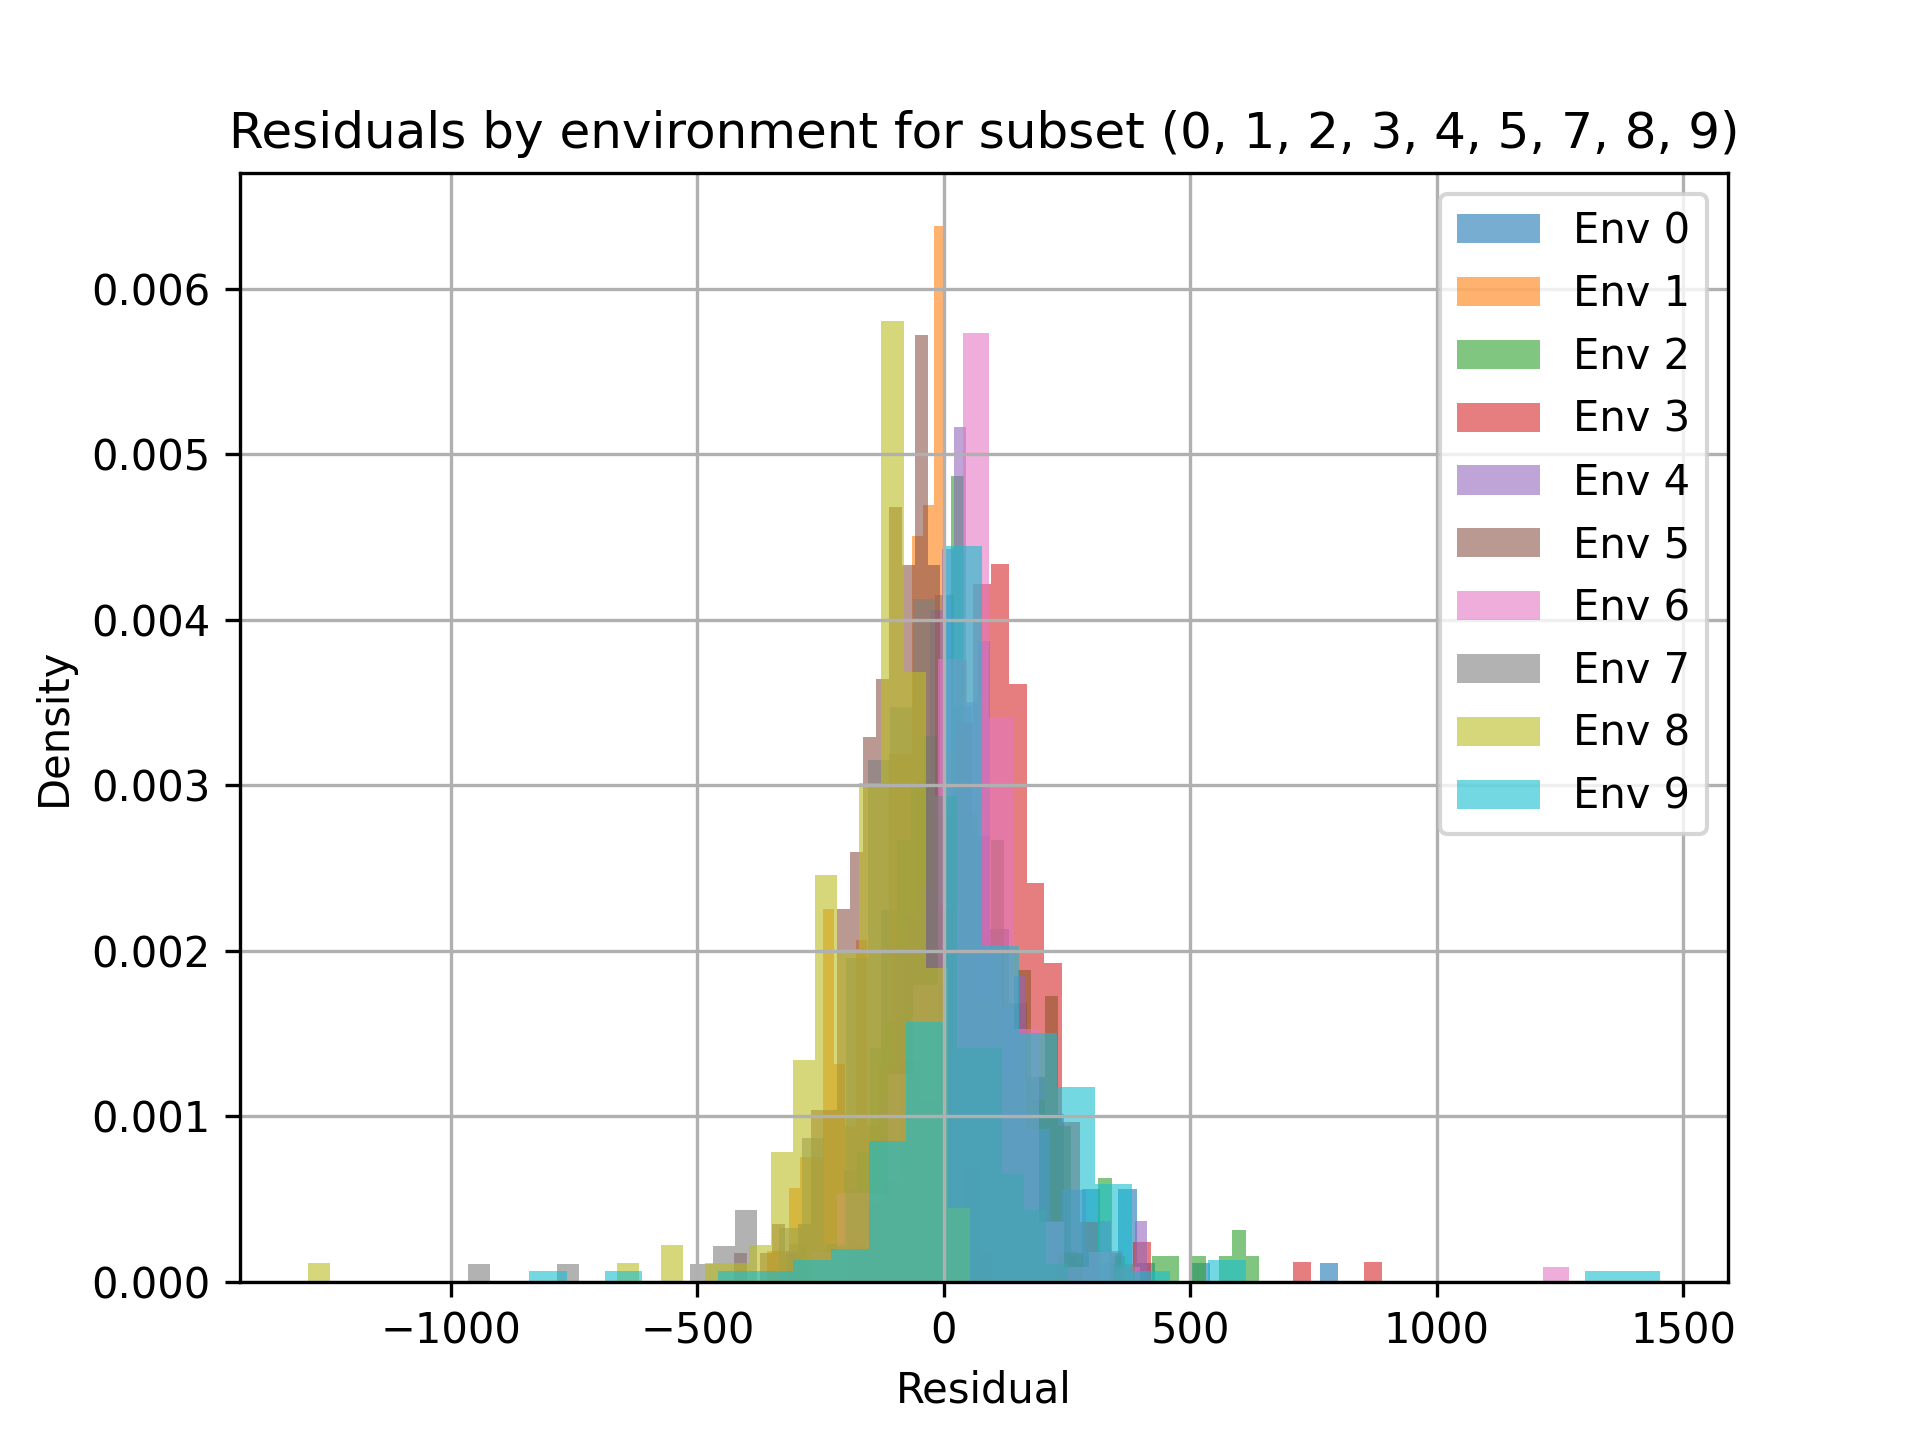 Residuals by environment for subset (0, 1, 2, 3, 4, 5, 7, 8, 9)
Env 0
Env 1
Env 2
Env 3
Env 4
Env 5
Env 6
Env 7
Env 8
Env 9
0.006
0.005
0.004
0.003
0.002
0.001
0.000
Density
−1000
−500
0
500
1000
1500
Residual